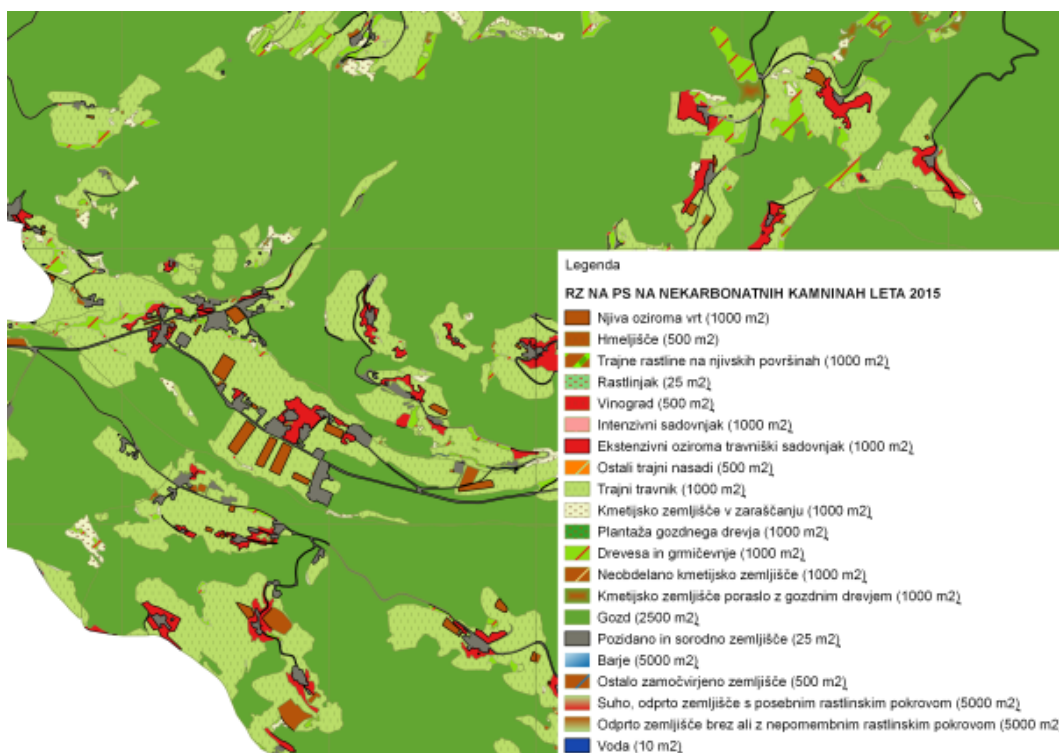 Legenda
RZ NA PS NA NEKARBONATNIH KAMNINAH LETA 2015
Njiva oziroma vrt (1000 m2)
Hmeljišče (500 m2)
Trajne rastline na njivskih površinah (1000 m2)
Rastlinjak (25 m2)
Vinograd (500 m2)
Intenzivni sadovnjak (1000 m2)
Ekstenzivni oziroma travniški sadovnjak (1000 m2)
Ostali trajni nasadi (500 m2)
Trajni travnik (1000 m2)
Kmetijsko zemljišče v zaraščanju (1000 m2)
Plantaža gozdnega drevja (1000 m2)
Drevesa in grmičevnje (1000 m2)
Neobdelano kmetijsko zemljišče (1000 m2)
Kmetijsko zemljišče poraslo z gozdnim drevjem (1000 m2)
Gozd (2500 m2)
Pozidano in sorodno zemljišče (25 m2)
Barje (5000 m2)
Ostalo zamočvirjeno zemljišče (500 m2)
Suho, odprto zemljišče s posebnim rastlinskim pokrovom (5000 m2)
Odprto zemljišče brez ali z nepomembnim rastlinskim pokrovom (5000 m2
Voda (10 m2)